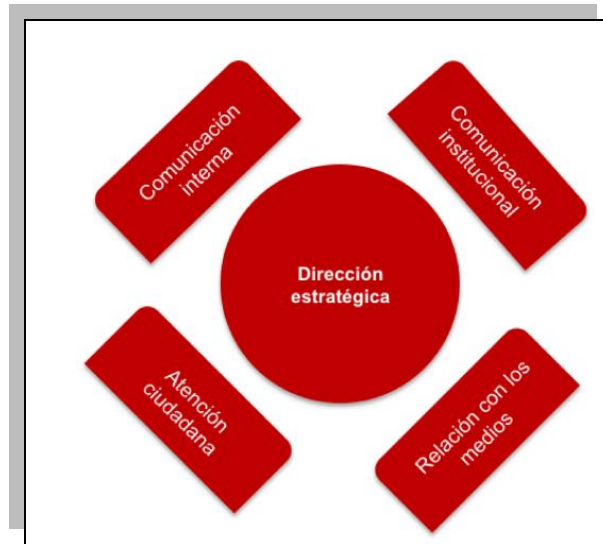 Comunicación
interna
Comunicación
institucional
Dirección
estratégica
Atención
ciudadana
Relación con los
medios